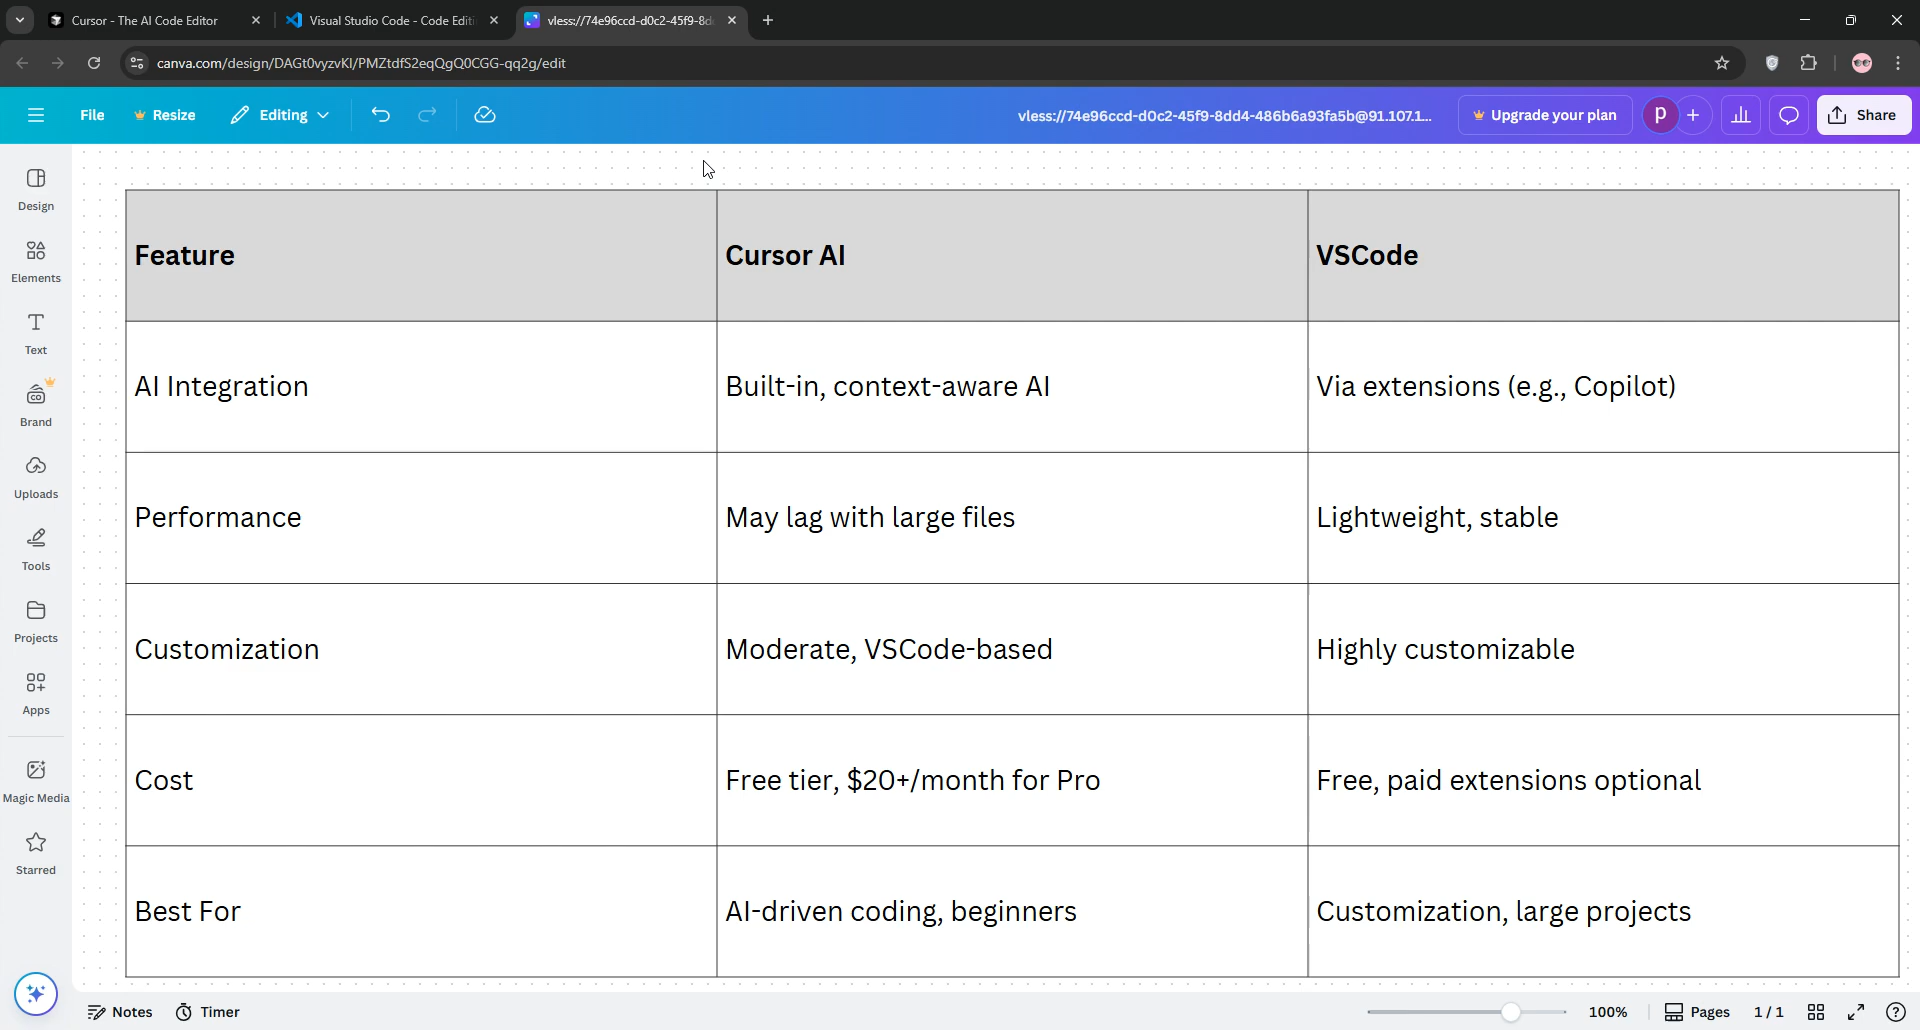 Cursor - The AI Code Editor
Visual Studio Code - Code Editi
vless://74e96ccd-d0c2-45f9-8d
canva.com/design/DAGt0vyzvKI/PMZtdfS2eqQgQ0CGG-qq2g/edit
File
Resize
Editing
vless://74e96ccd-d0c2-45f9-8dd4-486b6a93fa5b@91.107.1...
Upgrade your plan
p
Share
Design
Elements
Text
Brand
Uploads
Tools
Projects
Apps
Magic Media
Starred
Feature Cursor AI VSCode
AI Integration Built-in, context-aware AI Via extensions (e.g., Copilot)
Performance May lag with large files Lightweight, stable
Customization Moderate, VSCode-based Highly customizable
Cost Free tier, $20+/month for Pro Free, paid extensions optional
Best For AI-driven coding, beginners Customization, large projects
Notes
Timer
100%
Pages
1 / 1